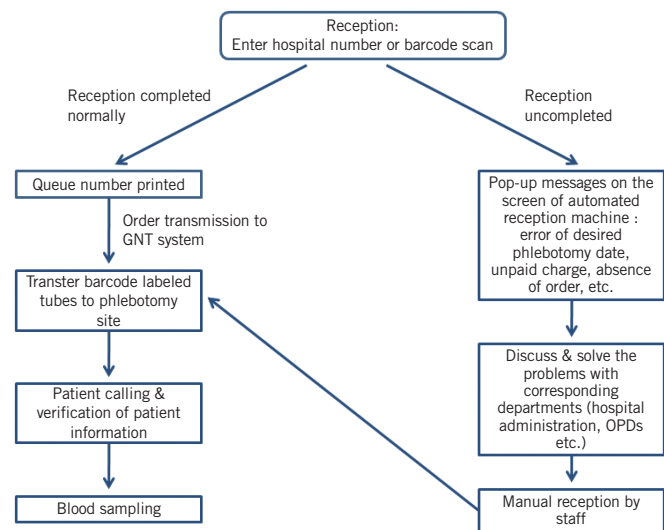 Reception:
Enter hospital number or barcode scan
Reception completed
normally
Reception
uncompleted
Queue number printed
Order transmission to
GNT system
Transter barcode labeled
tubes to phlebotomy
site
Patient calling &
verification of patient
information
Blood sampling
Pop-up messages on the
screen of automated
reception machine :
error of desired
phlebotomy date,
unpaid charge, absence
of order, etc.
Discuss & solve the
problems with
corresponding
departments (hospital
administration, OPDs
etc.)
Manual reception by
staff